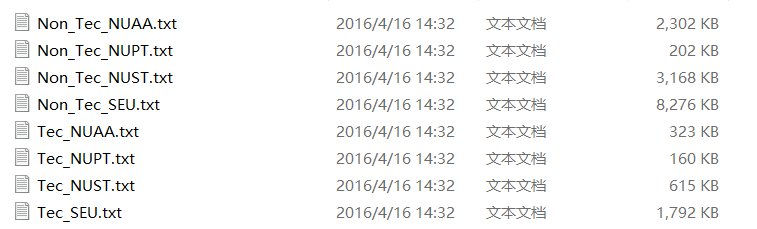 Non_Tec_NUAA.txt 2016/4/16 14:32 文本文档 2,302 KB
Non_Tec_NUPT.txt 2016/4/16 14:32 文本文档 202 KB
Non_Tec_NUST.txt 2016/4/16 14:32 文本文档 3,168 KB
Non_Tec_SEU.txt 2016/4/16 14:32 文本文档 8,276 KB
Tec_NUAA.txt 2016/4/16 14:32 文本文档 323 KB
Tec_NUPT.txt 2016/4/16 14:32 文本文档 160 KB
Tec_NUST.txt 2016/4/16 14:32 文本文档 615 KB
Tec_SEU.txt 2016/4/16 14:32 文本文档 1,792 KB